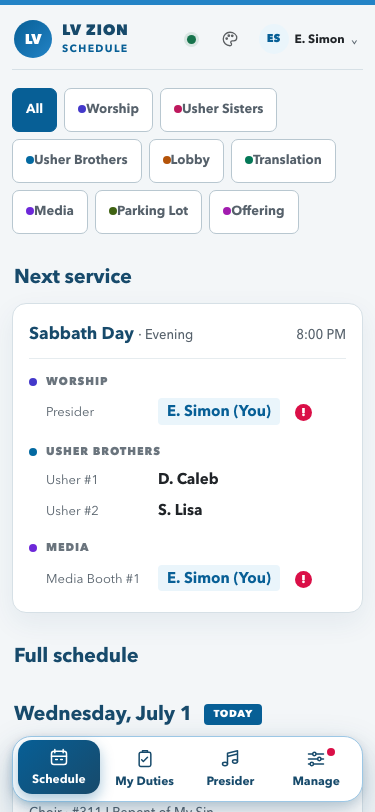 LV
LV ZION
SCHEDULE
ES
E. Simon
All
Worship
Usher Sisters
Usher Brothers
Lobby
Translation
Media
Parking Lot
Offering
Next service
Sabbath Day · Evening
8:00 PM
WORSHIP
Presider
E. Simon (You)
!
USHER BROTHERS
Usher #1
D. Caleb
Usher #2
S. Lisa
MEDIA
Media Booth #1
E. Simon (You)
!
Full schedule
Wednesday, July 1
TODAY
Schedule
My Duties
Presider
Manage